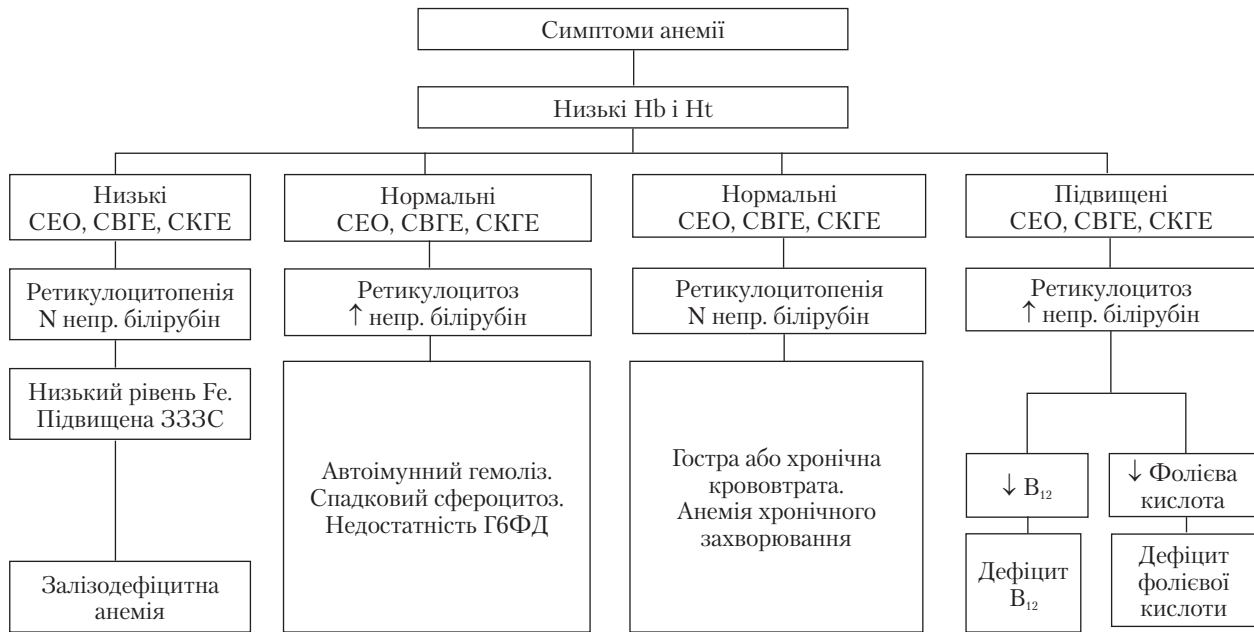 Симптоми анемії
Низькі Hb і Ht
Низькі
СЕО, СВГЕ, СКГЕ
Ретикулоцитопенія
N непр. білірубін
Низький рівень Fe.
Підвищена ЗЗЗС
Залізодефіцитна
анемія
Нормальні
СЕО, СВГЕ, СКГЕ
Ретикулоцитоз
↑ непр. білірубін
Автоімунний гемоліз.
Спадковий сфероцитоз.
Недостатність Г6ФД
Нормальні
СЕО, СВГЕ, СКГЕ
Ретикулоцитопенія
N непр. білірубін
Гостра або хронічна
крововтрата.
Анемія хронічного
захворювання
Підвищені
СЕО, СВГЕ, СКГЕ
Ретикулоцитоз
↑ непр. білірубін
↓ B₁₂
Дефіцит
B₁₂
↓ Фолієва
кислота
Дефіцит
фолієвої
кислоти